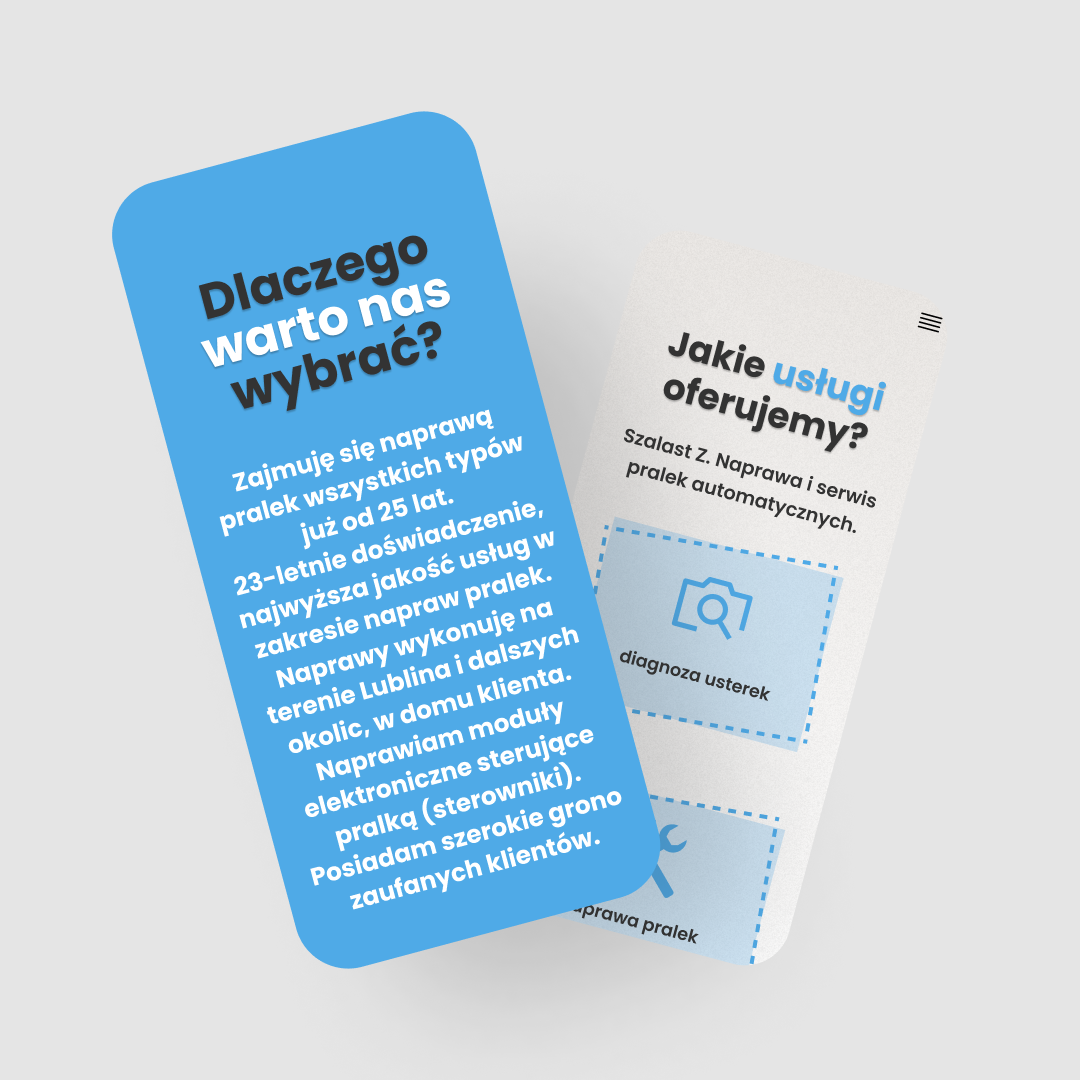 Dlaczego
warto nas
wybrać?
Zajmuję się naprawą
pralek wszystkich typów
już od 25 lat.
23-letnie doświadczenie,
najwyższa jakość usług w
zakresie napraw pralek.
Naprawy wykonuję na
terenie Lublina i dalszych
okolic, w domu klienta.
Naprawiam moduły
elektroniczne sterujące
pralką (sterowniki).
Posiadam szerokie grono
zaufanych klientów.
Jakie usługi
oferujemy?
Szalast Z. Naprawa i serwis
pralek automatycznych.
diagnoza usterek
aprawa pralek